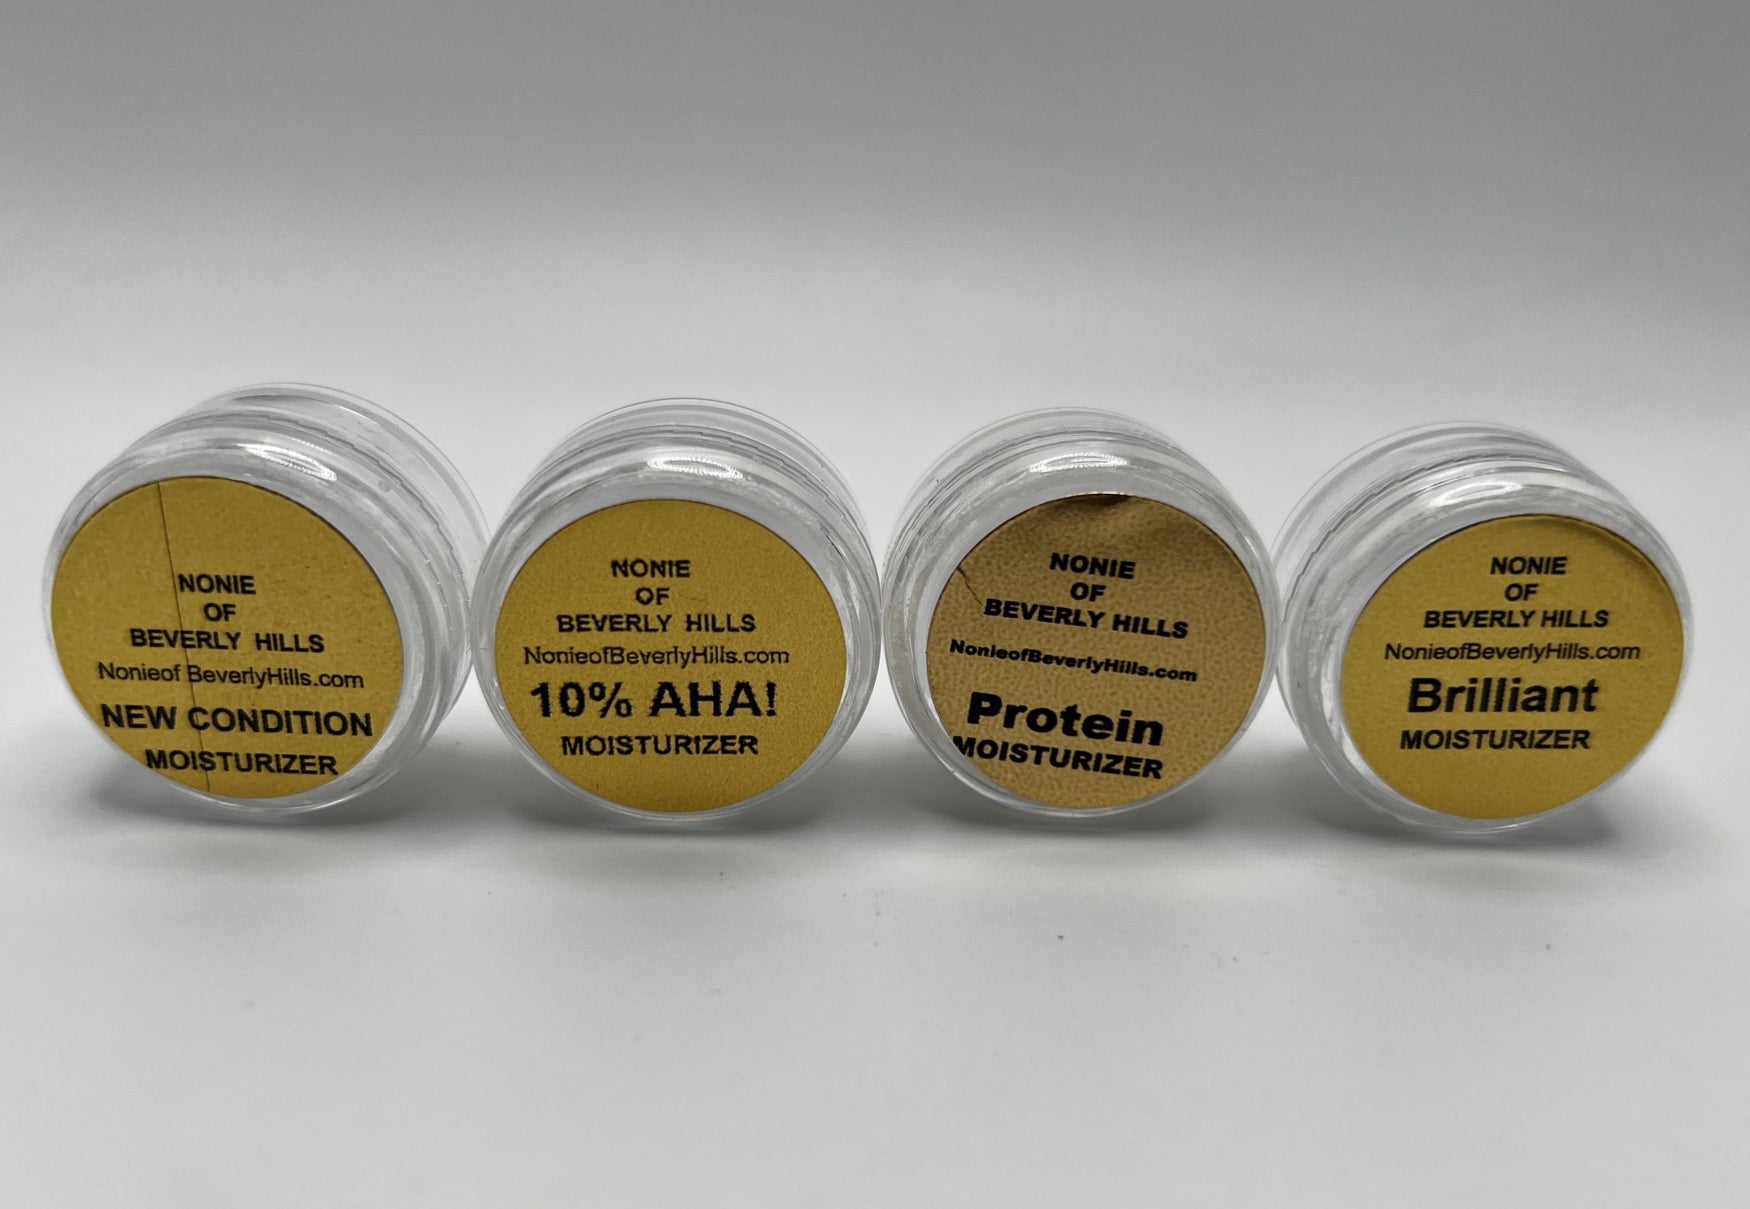 NONIE
OF
BEVERLY HILLS
Nonieof BeverlyHills.com
NEW CONDITION
MOISTURIZER
NONIE
OF
BEVERLY HILLS
NonieofBeverlyHills.com
10% AHA!
MOISTURIZER
NONIE
OF
BEVERLY HILLS
NonieofBeverlyHills.com
Protein
MOISTURIZER
NONIE
OF
BEVERLY HILLS
NonieofBeverlyHills.com
Brilliant
MOISTURIZER